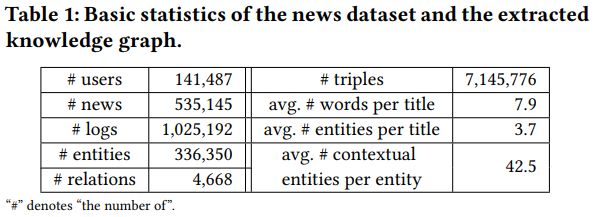 Table 1: Basic statistics of the news dataset and the extracted
knowledge graph.
# users 141,487 # triples 7,145,776
# news 535,145 avg. # words per title 7.9
# logs 1,025,192 avg. # entities per title 3.7
# entities 336,350 avg. # contextual
entities per entity 42.5
# relations 4,668
"#" denotes "the number of".